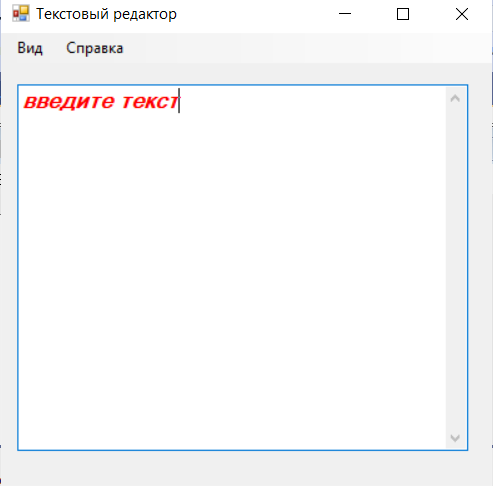 Текстовый редактор
Вид Справка
введите текст